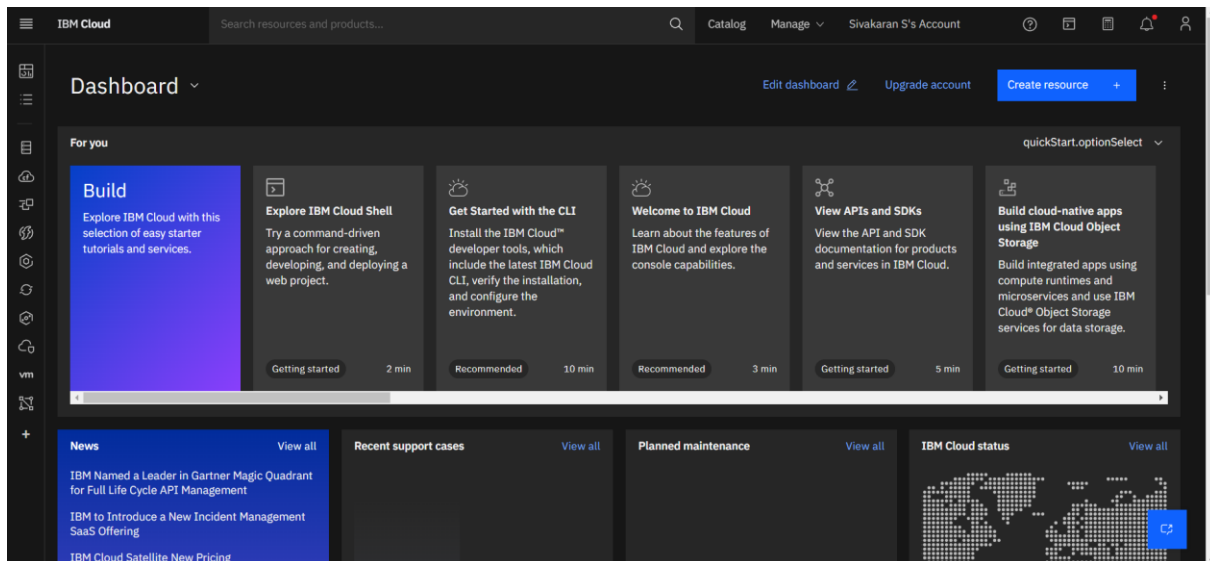 IBM Cloud
Search resources and products...
Catalog
Manage
Sivakaran S's Account
Dashboard
Edit dashboard
Upgrade account
Create resource +
For you
quickStart.optionSelect
Build
Explore IBM Cloud with this
selection of easy starter
tutorials and services.
Explore IBM Cloud Shell
Try a command-driven
approach for creating,
developing, and deploying a
web project.
Getting started
2 min
Get Started with the CLI
Install the IBM Cloud™
developer tools, which
include the latest IBM Cloud
CLI, verify the installation,
and configure the
environment.
Recommended
10 min
Welcome to IBM Cloud
Learn about the features of
IBM Cloud and explore the
console capabilities.
Recommended
3 min
View APIs and SDKs
View the API and SDK
documentation for products
and services in IBM Cloud.
Getting started
5 min
Build cloud-native apps
using IBM Cloud Object
Storage
Build integrated apps using
compute runtimes and
microservices and use IBM
Cloud® Object Storage
services for data storage.
Getting started
10 min
vm
News
View all
IBM Named a Leader in Gartner Magic Quadrant
for Full Life Cycle API Management
IBM to Introduce a New Incident Management
SaaS Offering
IBM Cloud Satellite New Pricing
Recent support cases
View all
Planned maintenance
View all
IBM Cloud status
View all